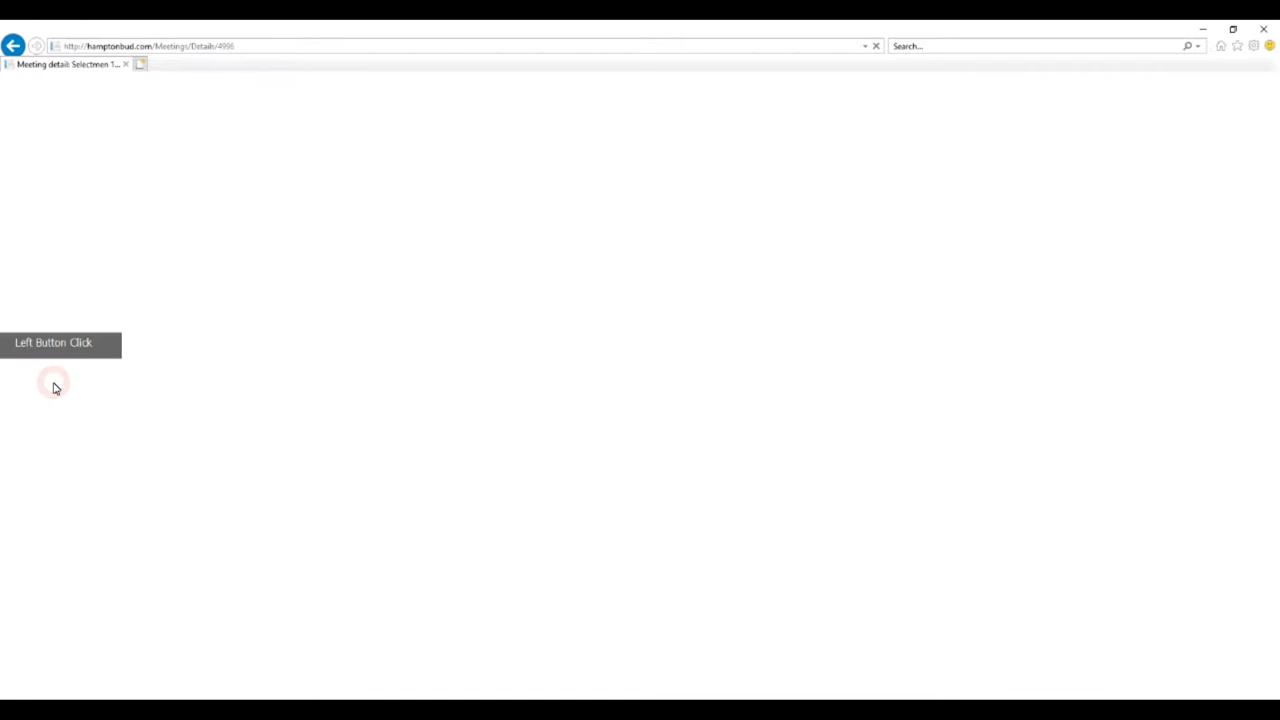 http://hamptonbud.com/Meetings/Details/4996
Search...
Meeting detail: Selectmen 1...
Left Button Click